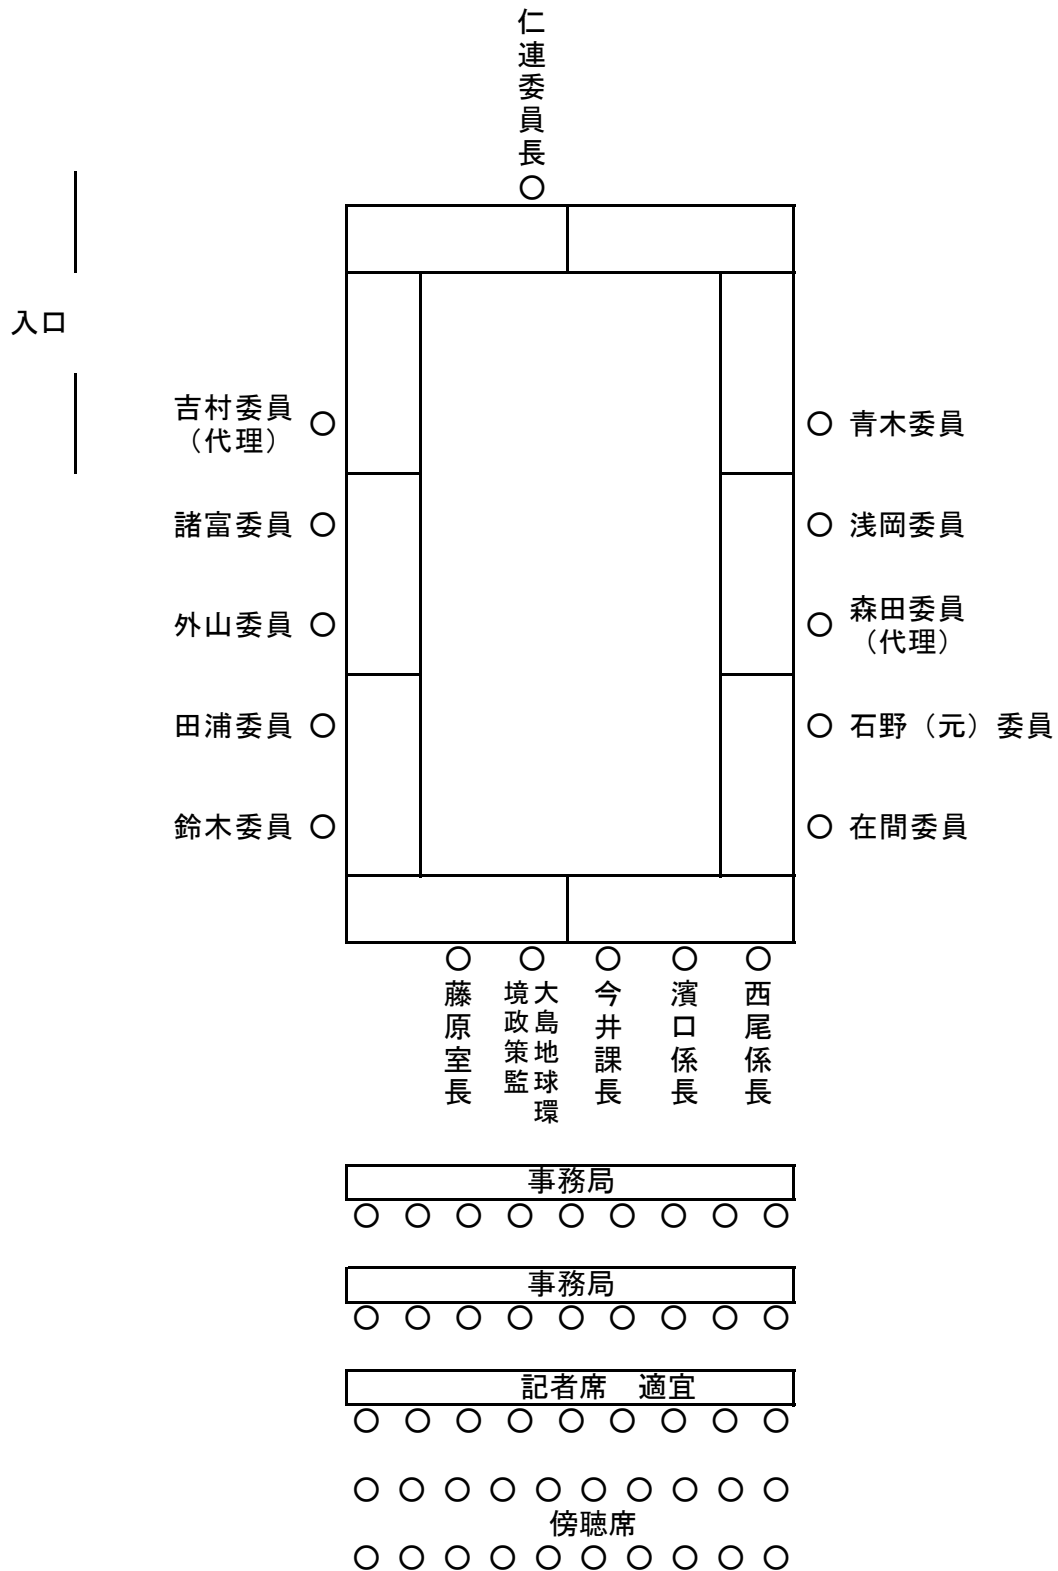 仁連委員長
入口
吉村委員
（代理）
諸富委員
外山委員
田浦委員
鈴木委員
青木委員
浅岡委員
森田委員
（代理）
石野（元）委員
在間委員
藤原室長
大島地球環
境政策監
今井課長
濱口係長
西尾係長
事務局
事務局
記者席　適宜
傍聴席